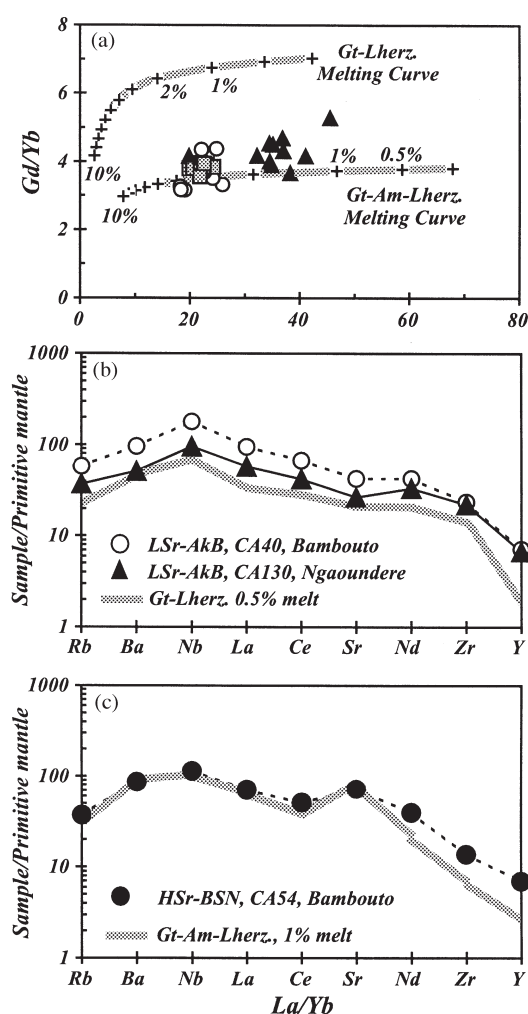 8
(a)
Gt-Lherz.
Melting Curve
6
2%
1%
Gd/Yb
4
10%
1%
0.5%
2
10%
Gt-Am-Lherz.
Melting Curve
0
0
20
40
60
80
1000
(b)
100
Sample/Primitive mantle
10
LSr-AkB, CA40, Bambouto
LSr-AkB, CA130, Ngaoundere
Gt-Lherz. 0.5% melt
1
Rb Ba Nb La Ce Sr Nd Zr Y
1000
(c)
100
Sample/Primitive mantle
10
HSr-BSN, CA54, Bambouto
Gt-Am-Lherz., 1% melt
1
Rb Ba Nb La Ce Sr Nd Zr Y
La/Yb